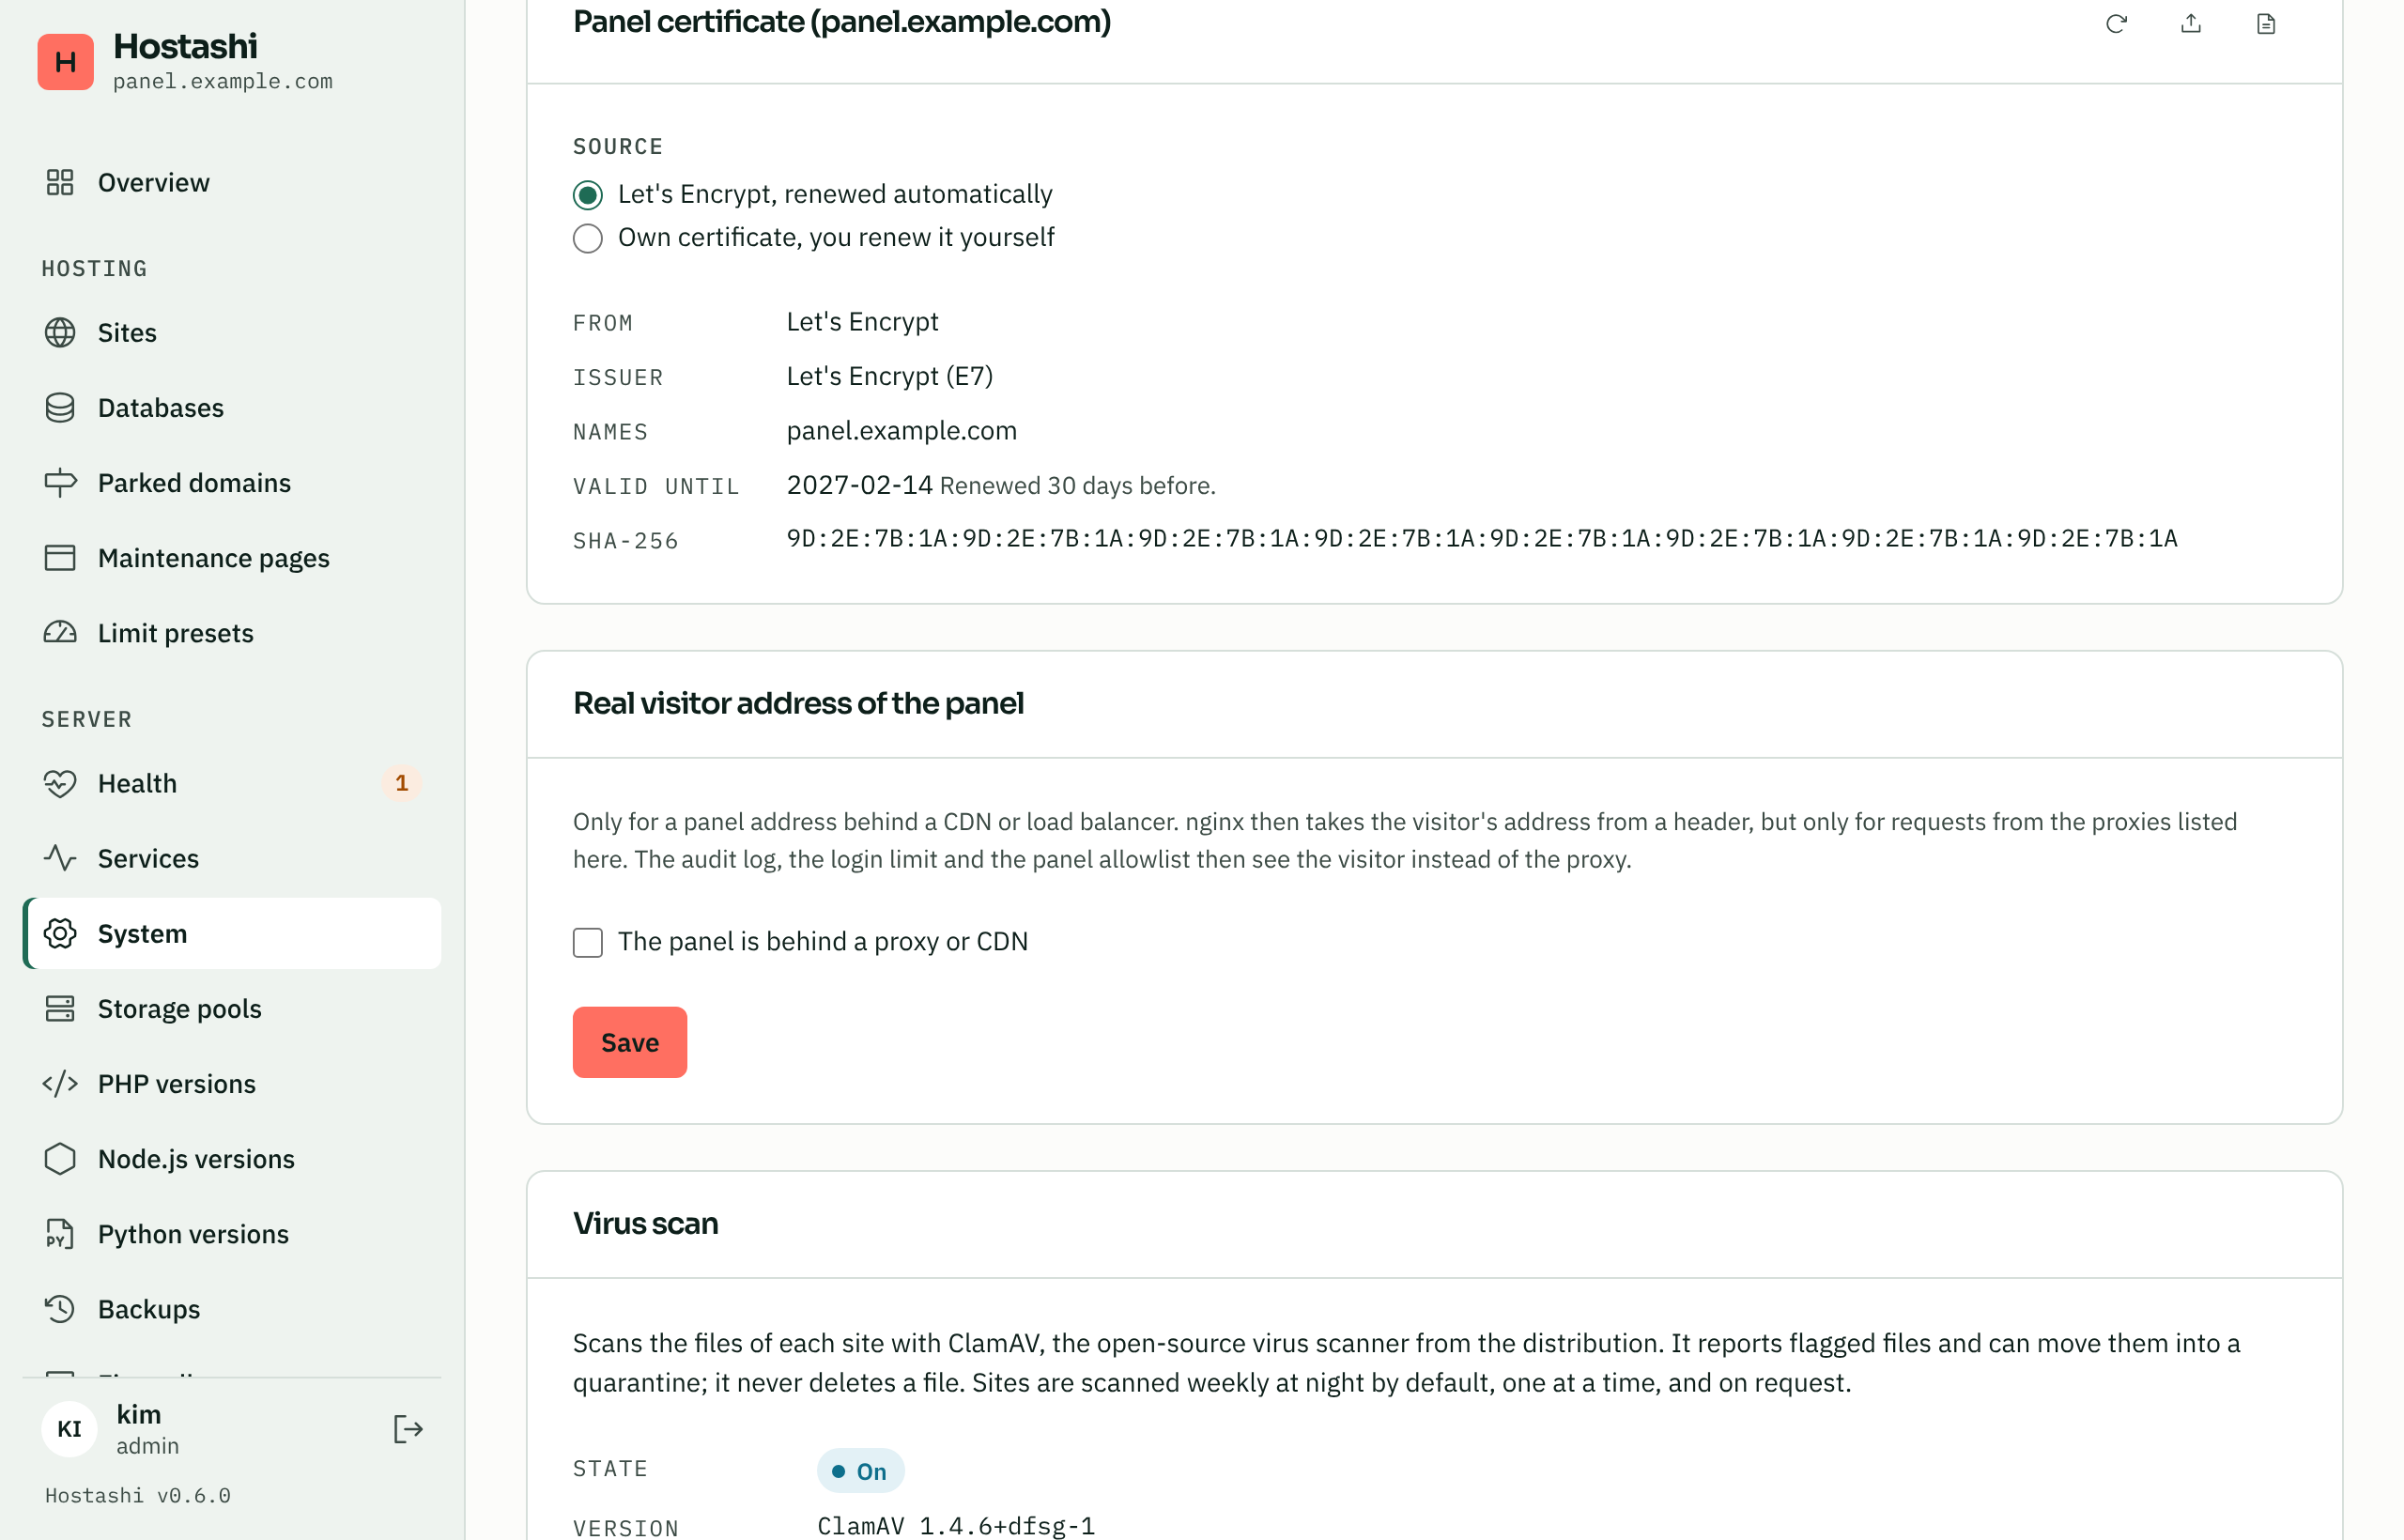 H
Hostashi
panel.example.com
Overview
HOSTING
Sites
Databases
Parked domains
Maintenance pages
Limit presets
SERVER
Health 1
Services
System
Storage pools
PHP versions
Node.js versions
PY Python versions
Backups
KI
kim
admin
Hostashi v0.6.0
Panel certificate (panel.example.com)
SOURCE
Let's Encrypt, renewed automatically
Own certificate, you renew it yourself
FROM Let's Encrypt
ISSUER Let's Encrypt (E7)
NAMES panel.example.com
VALID UNTIL 2027-02-14 Renewed 30 days before.
SHA-256 9D:2E:7B:1A:9D:2E:7B:1A:9D:2E:7B:1A:9D:2E:7B:1A:9D:2E:7B:1A:9D:2E:7B:1A:9D:2E:7B:1A:9D:2E:7B:1A
Real visitor address of the panel
Only for a panel address behind a CDN or load balancer. nginx then takes the visitor's address from a header, but only for requests from the proxies listed
here. The audit log, the login limit and the panel allowlist then see the visitor instead of the proxy.
The panel is behind a proxy or CDN
Save
Virus scan
Scans the files of each site with ClamAV, the open-source virus scanner from the distribution. It reports flagged files and can move them into a
quarantine; it never deletes a file. Sites are scanned weekly at night by default, one at a time, and on request.
STATE On
VERSION ClamAV 1.4.6+dfsg-1